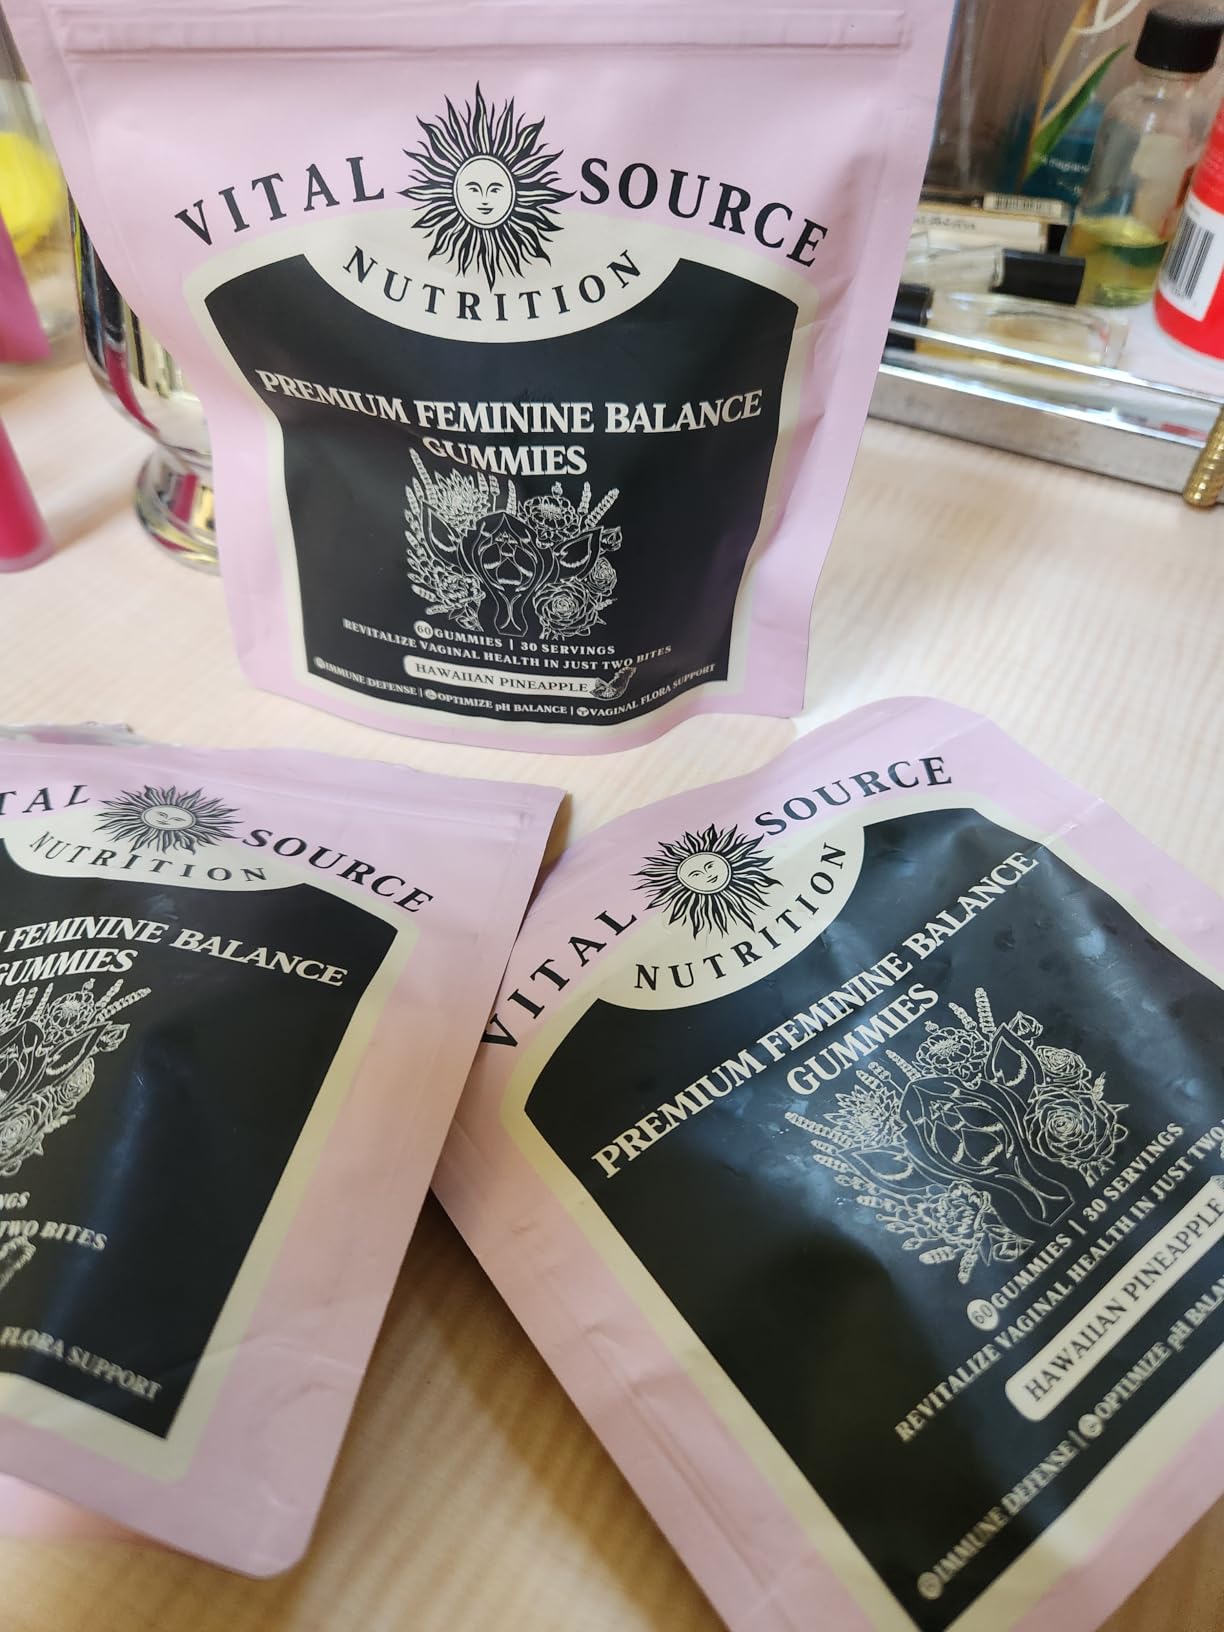 VITAL SOURCE
NUTRITION
PREMIUM FEMININE BALANCE
GUMMIES
60 GUMMIES | 30 SERVINGS
REVITALIZE VAGINAL HEALTH IN JUST TWO BITES
HAWAIIAN PINEAPPLE
IMMUNE DEFENSE | OPTIMIZE pH BALANCE | VAGINAL FLORA SUPPORT
TAL SOURCE
NUTRITION
FEMININE BALANCE
GUMMIES
NGS
TWO BITES
FLORA SUPPORT
VITAL SOURCE
NUTRITION
PREMIUM FEMININE BALANCE
GUMMIES
60 GUMMIES | 30 SERVINGS
REVITALIZE VAGINAL HEALTH IN JUST TWO
HAWAIIAN PINEAPPLE
IMMUNE DEFENSE | OPTIMIZE pH BALA